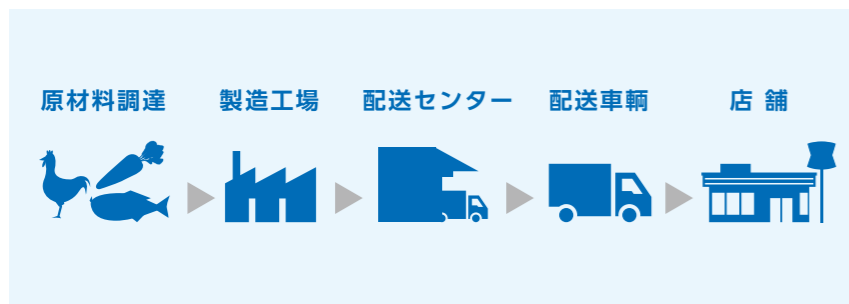 原材料調達
製造工場
配送センター
配送車輌
店 舗